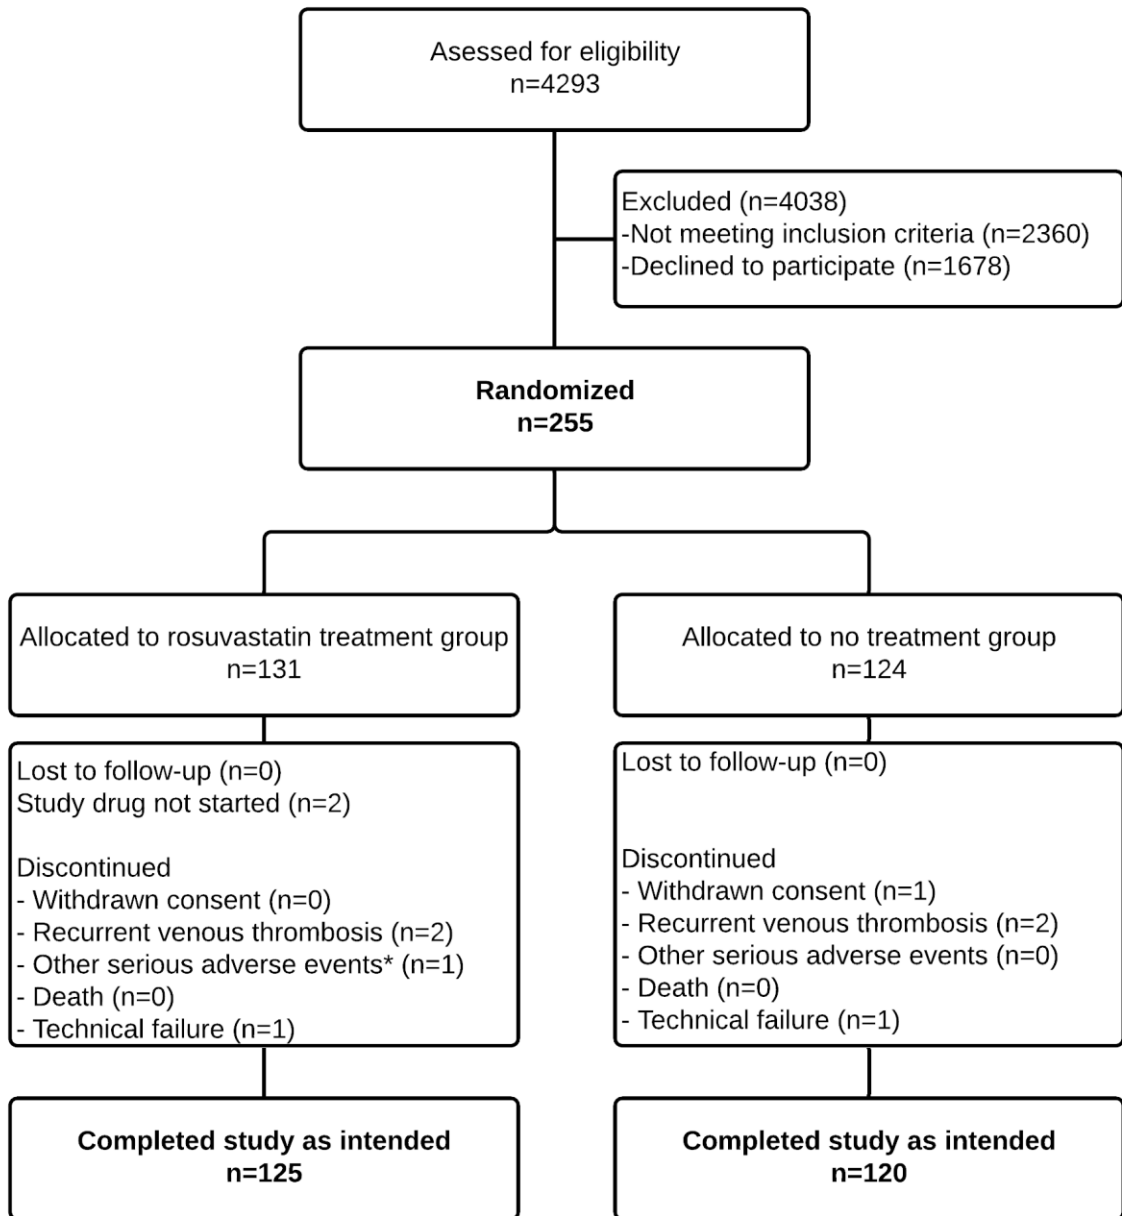 Asessed for eligibility
n=4293
Excluded (n=4038)
-Not meeting inclusion criteria (n=2360)
-Declined to participate (n=1678)
Randomized
n=255
Allocated to rosuvastatin treatment group
n=131
Allocated to no treatment group
n=124
Lost to follow-up (n=0)
Study drug not started (n=2)
Discontinued
- Withdrawn consent (n=0)
- Recurrent venous thrombosis (n=2)
- Other serious adverse events* (n=1)
- Death (n=0)
- Technical failure (n=1)
Lost to follow-up (n=0)
Discontinued
- Withdrawn consent (n=1)
- Recurrent venous thrombosis (n=2)
- Other serious adverse events (n=0)
- Death (n=0)
- Technical failure (n=1)
Completed study as intended
n=125
Completed study as intended
n=120